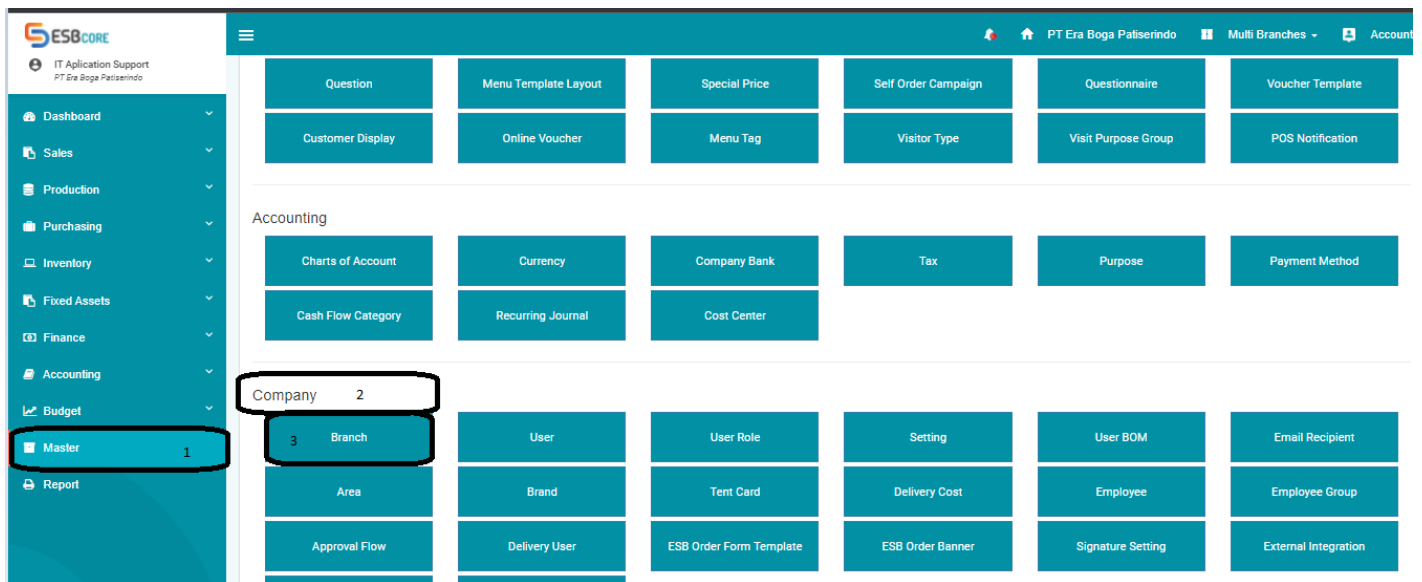 ESBCORE
IT Aplication Support
PT Era Boga Patiserindo
PT Era Boga Patiserindo
Multi Branches
Account
Dashboard
Sales
Production
Purchasing
Inventory
Fixed Assets
Finance
Accounting
Budget
Master 1
Report
Question Menu Template Layout Special Price Self Order Campaign Questionnaire Voucher Template
Customer Display Online Voucher Menu Tag Visitor Type Visit Purpose Group POS Notification
Accounting
Charts of Account Currency Company Bank Tax Purpose Payment Method
Cash Flow Category Recurring Journal Cost Center
Company 2
3 Branch User User Role Setting User BOM Email Recipient
Area Brand Tent Card Delivery Cost Employee Employee Group
Approval Flow Delivery User ESB Order Form Template ESB Order Banner Signature Setting External Integration